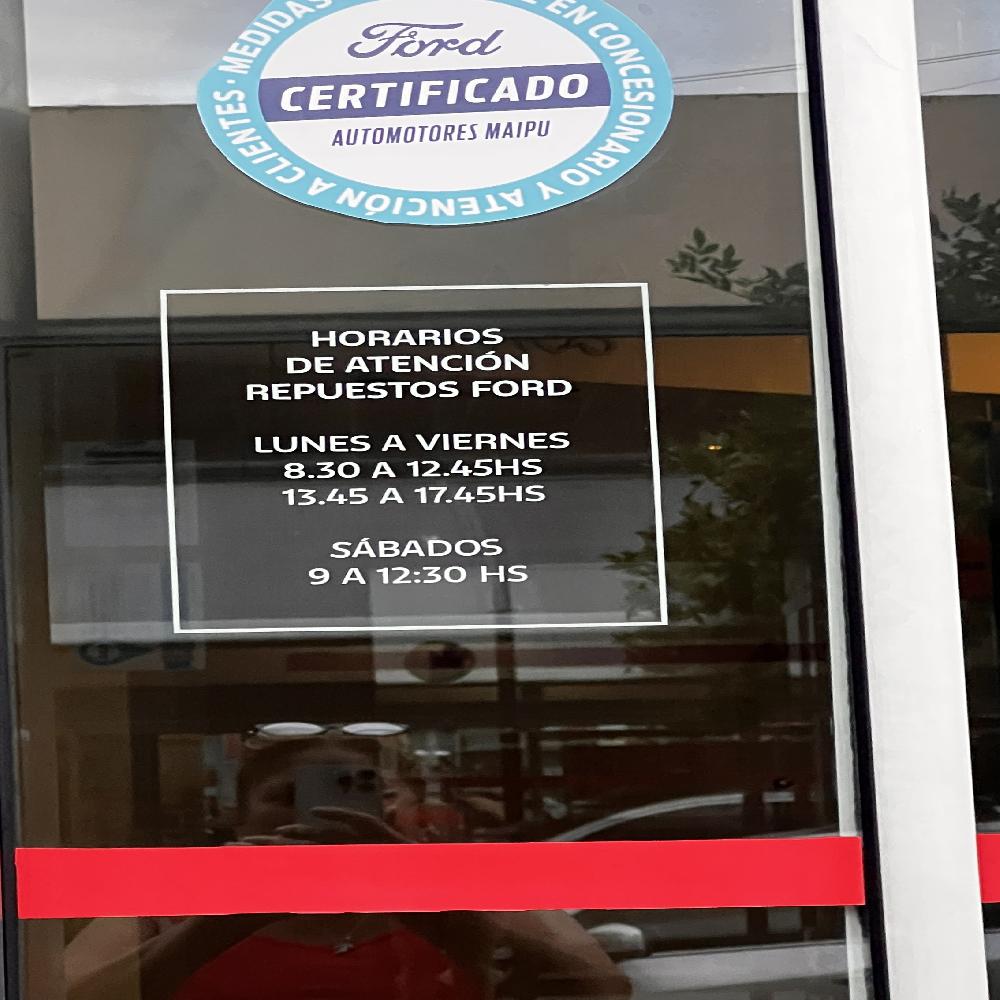 Ford
CERTIFICADO
AUTOMOTORES MAIPU
MEDIDAS
EN CONCESIONARIO Y ATENCIÓN A CLIENTES ·
HORARIOS
DE ATENCIÓN
REPUESTOS FORD
LUNES A VIERNES
8.30 A 12.45HS
13.45 A 17.45HS
SÁBADOS
9 A 12:30 HS